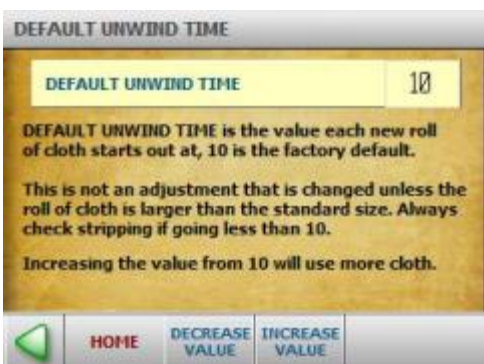 DEFAULT UNWIND TIME
DEFAULT UNWIND TIME 10
DEFAULT UNWIND TIME is the value each new roll
of cloth starts out at, 10 is the factory default.
This is not an adjustment that is changed unless the
roll of cloth is larger than the standard size. Always
check stripping if going less than 10.
Increasing the value from 10 will use more cloth.
HOME DECREASE INCREASE
VALUE VALUE